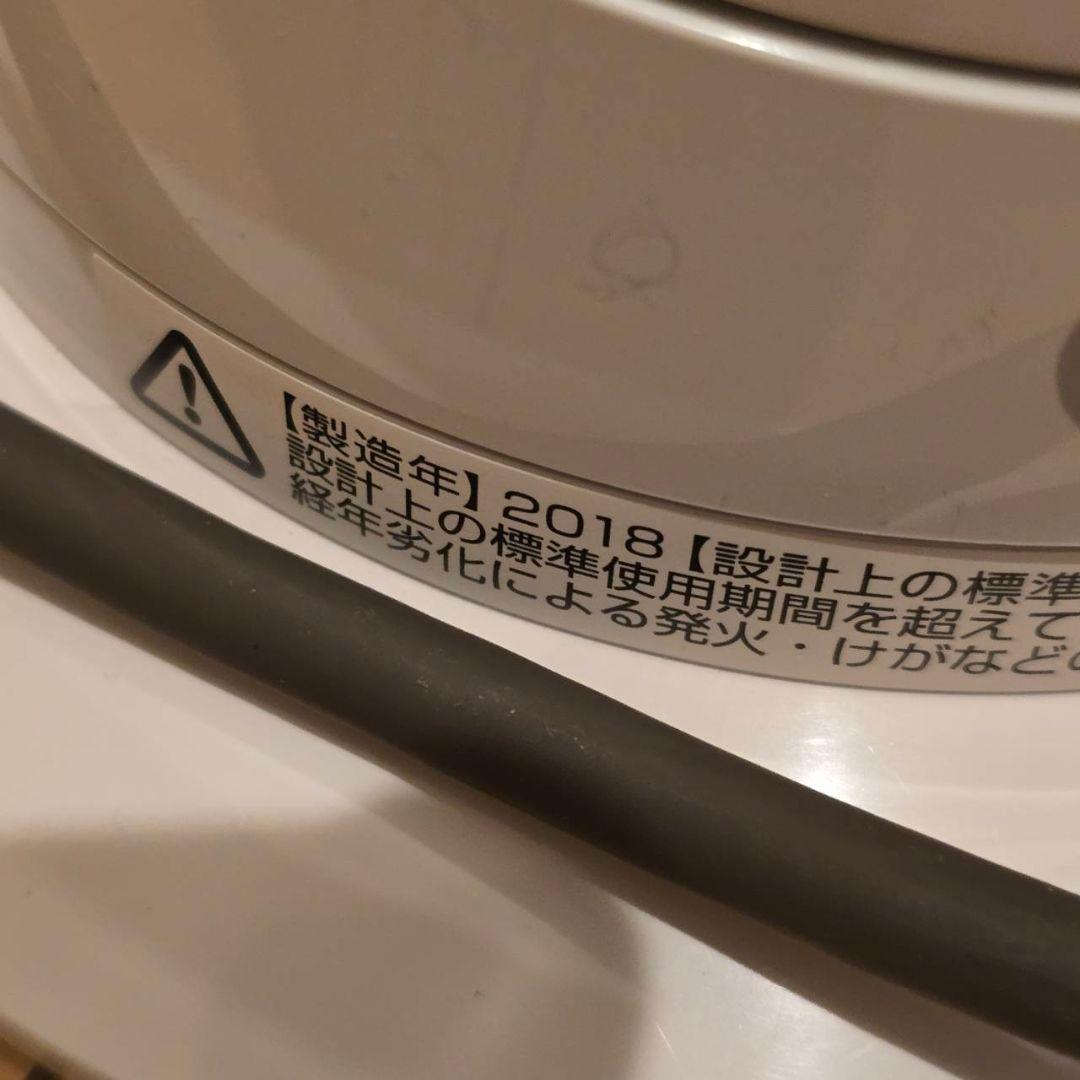 【製造年】2018【設計上の標準
設計上の標準使用期間を超えて
経年劣化による発火・けがなどの